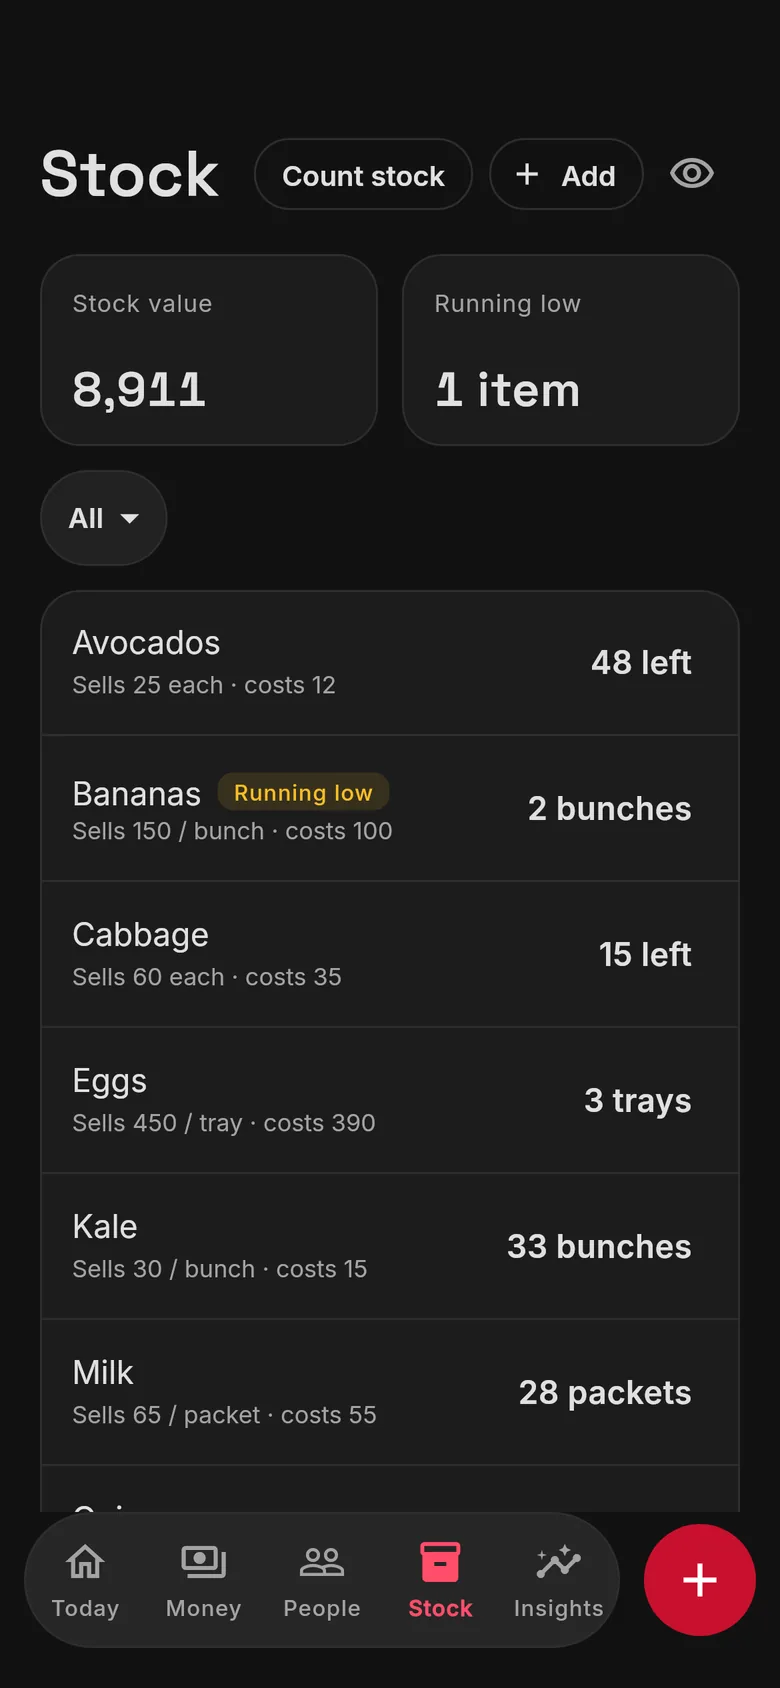 Stock
Count stock
+ Add
Stock value
8,911
Running low
1 item
All
Avocados
Sells 25 each · costs 12
48 left
Bananas
Running low
Sells 150 / bunch · costs 100
2 bunches
Cabbage
Sells 60 each · costs 35
15 left
Eggs
Sells 450 / tray · costs 390
3 trays
Kale
Sells 30 / bunch · costs 15
33 bunches
Milk
Sells 65 / packet · costs 55
28 packets
Today
Money
People
Stock
Insights